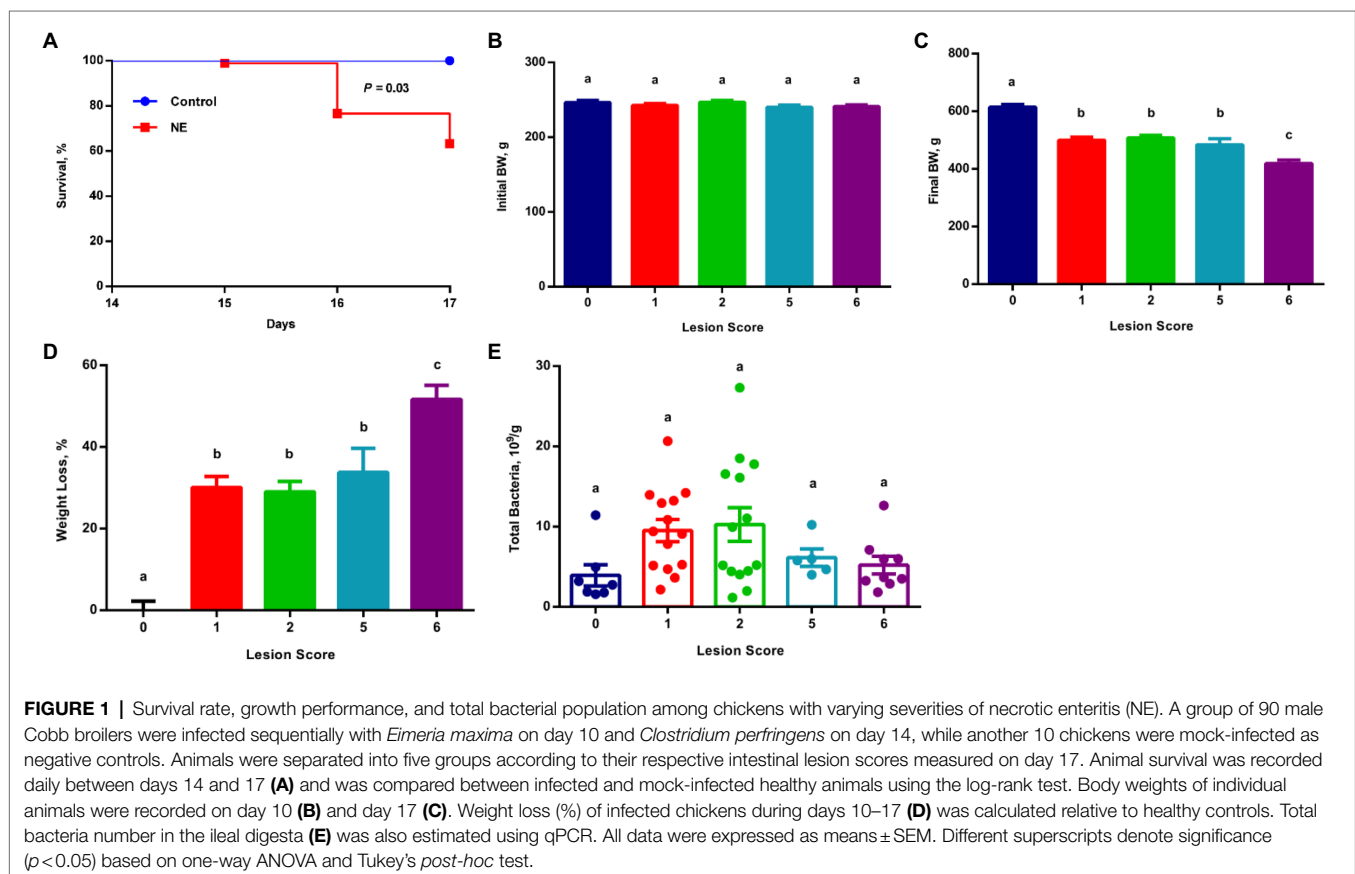 A
100
80
60
40
20
0
Survival, %
Control
NE
P = 0.03
14 15 16 17
Days
B
300
200
100
0
Initial BW, g
a a a a a
0 1 2 5 6
Lesion Score
C
800
600
400
200
0
Final BW, g
a b b b c
0 1 2 5 6
Lesion Score
D
60
40
20
0
Weight Loss, %
a b b b c
0 1 2 5 6
Lesion Score
E
30
20
10
0
Total Bacteria, 10⁹/g
a a a a a
0 1 2 5 6
Lesion Score
FIGURE 1 | Survival rate, growth performance, and total bacterial population among chickens with varying severities of necrotic enteritis (NE). A group of 90 male
Cobb broilers were infected sequentially with Eimeria maxima on day 10 and Clostridium perfringens on day 14, while another 10 chickens were mock-infected as
negative controls. Animals were separated into five groups according to their respective intestinal lesion scores measured on day 17. Animal survival was recorded
daily between days 14 and 17 (A) and was compared between infected and mock-infected healthy animals using the log-rank test. Body weights of individual
animals were recorded on day 10 (B) and day 17 (C). Weight loss (%) of infected chickens during days 10–17 (D) was calculated relative to healthy controls. Total
bacteria number in the ileal digesta (E) was also estimated using qPCR. All data were expressed as means ± SEM. Different superscripts denote significance
(p < 0.05) based on one-way ANOVA and Tukey’s post-hoc test.